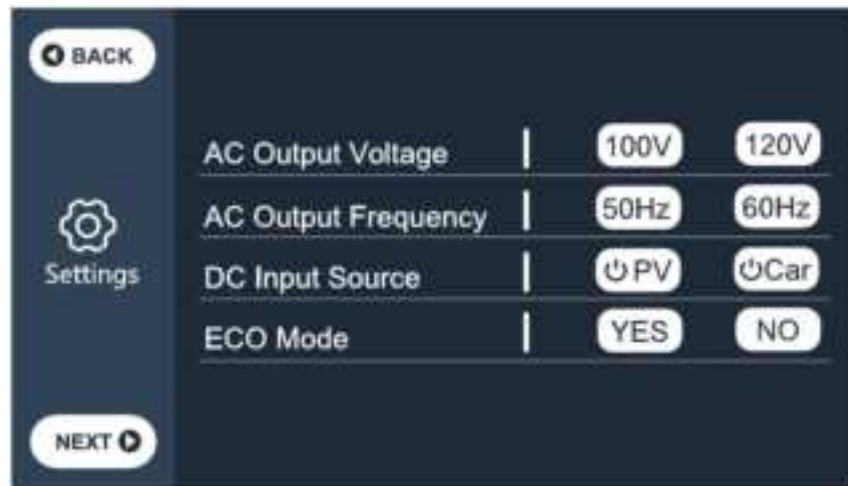 BACK
AC Output Voltage 100V 120V
AC Output Frequency 50Hz 60Hz
Settings
DC Input Source PV Car
ECO Mode YES NO
NEXT